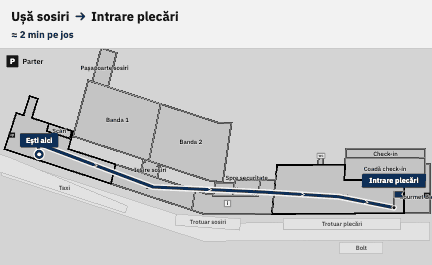 Ușă sosiri → Intrare plecări
≈ 2 min pe jos
P Parter
Pașapoarte sosiri
Banda 1
Banda 2
Scări
Ești aici
Ieșire sosiri
Spre securitate
Check-in
Coadă check-in
Intrare plecări
Taxi
Trotuar sosiri
Trotuar plecări
Bolt